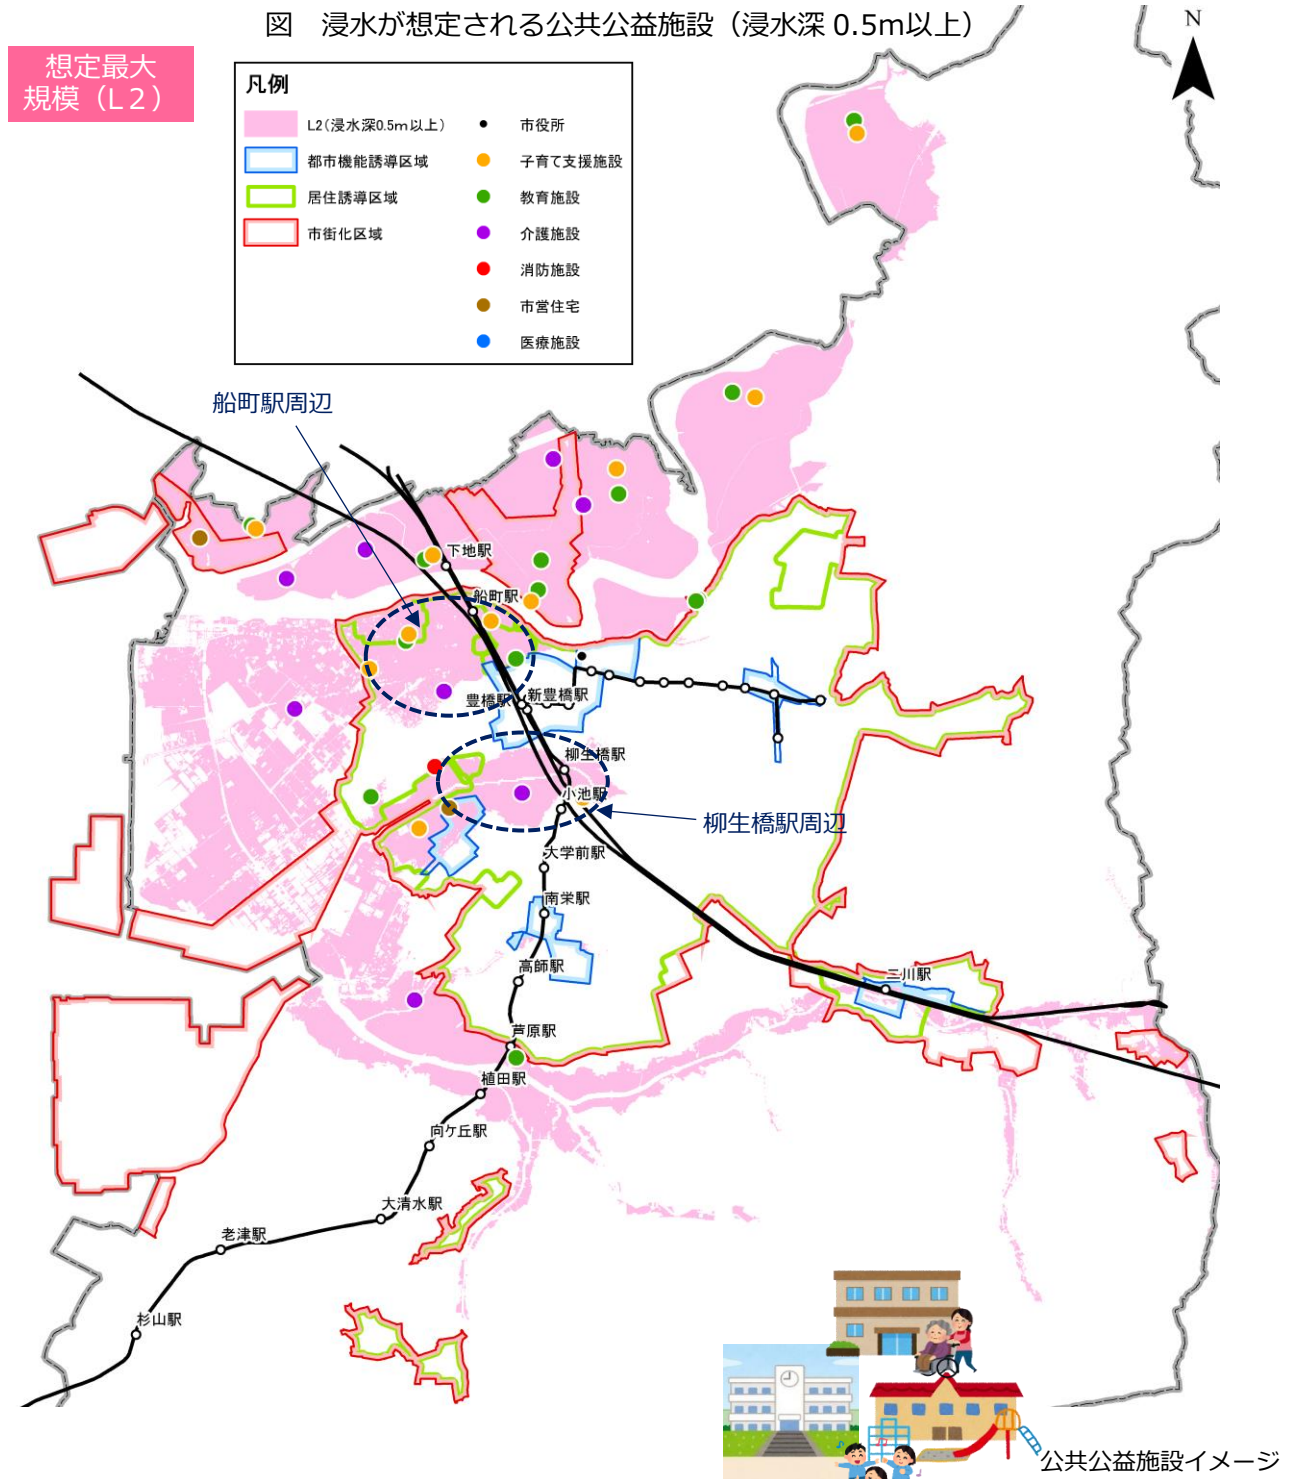 図　浸水が想定される公共公益施設（浸水深 0.5m以上）
N
想定最大
規模（L２）
凡例
L2(浸水深0.5m以上)
都市機能誘導区域
居住誘導区域
市街化区域
市役所
子育て支援施設
教育施設
介護施設
消防施設
市営住宅
医療施設
船町駅周辺
下地駅
船町駅
豊橋駅
新豊橋駅
柳生橋駅
小池駅
柳生橋駅周辺
大学前駅
南栄駅
高師駅
二川駅
芦原駅
植田駅
向ケ丘駅
大清水駅
老津駅
杉山駅
公共公益施設イメージ